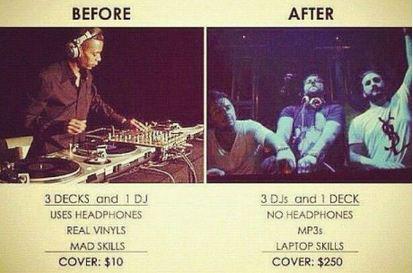 BEFORE
AFTER
3 DECKS and 1 DJ
USES HEADPHONES
REAL VINYLS
MAD SKILLS
COVER: $10
3 DJs and 1 DECK
NO HEADPHONES
MP3s
LAPTOP SKILLS
COVER: $250